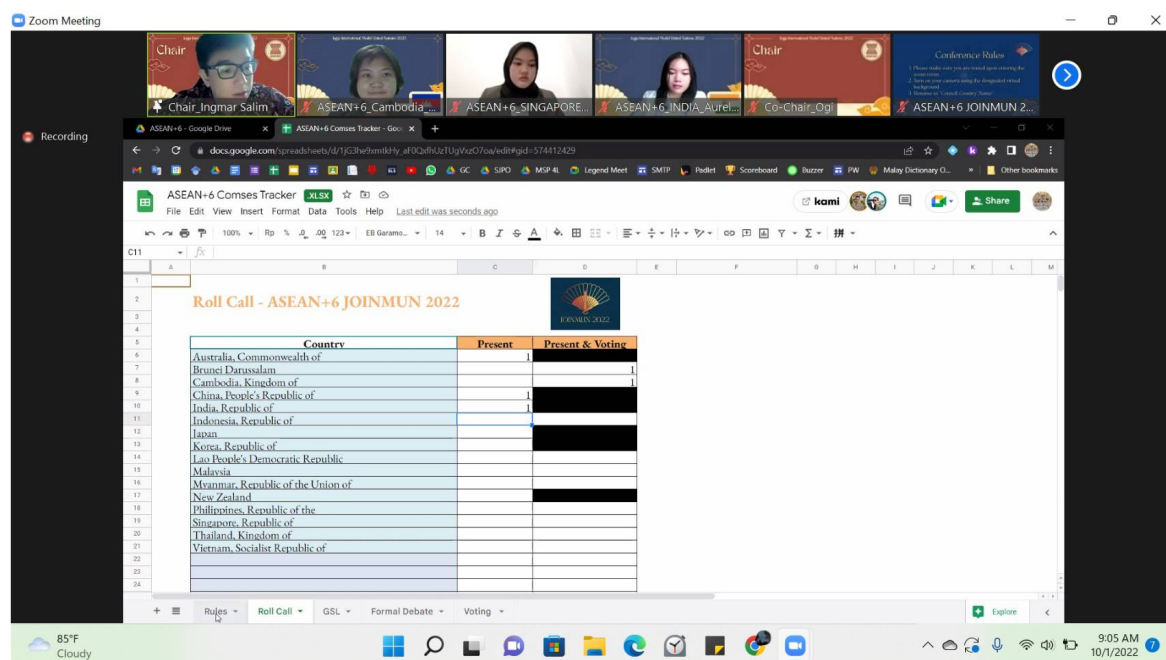 Zoom Meeting
Chair
Chair
Conference Rules
Chair_Ingmar Salim
ASEAN+6_Cambodia_...
ASEAN+6_SINGAPORE...
ASEAN+6_INDIA_Aurel...
Co-Chair_Ogi
ASEAN+6 JOINMUN 2...
Recording
ASEAN+6 - Google Drive
ASEAN+6 Comses Tracker - Goo
docs.google.com/spreadsheets/d/
GC
SJPO
MSP 4L
Legend Meet
SMTP
Padlet
Scoreboard
Buzzer
PW
Malay Dictionary O...
Other bookmarks
ASEAN+6 Comses Tracker .XLSX
kami
Share
File Edit View Insert Format Data Tools Help Last edit was seconds ago
100% Rp % .0 .00 123 EB Garamo... 14 B I S A
C11 fx
A B C D E F G H I J K L M
1
2 Roll Call - ASEAN+6 JOINMUN 2022
JOINMUN 2022
3
4
5 Country Present Present & Voting
6 Australia, Commonwealth of 1
7 Brunei Darussalam 1
8 Cambodia, Kingdom of 1
9 China, People's Republic of 1
10 India, Republic of 1
11 Indonesia, Republic of
12 Japan
13 Korea, Republic of
14 Lao People's Democratic Republic
15 Malaysia
16 Myanmar, Republic of the Union of
17 New Zealand
18 Philippines, Republic of the
19 Singapore, Republic of
20 Thailand, Kingdom of
21 Vietnam, Socialist Republic of
22
23
24
Rules Roll Call GSL Formal Debate Voting Explore
85°F
Cloudy
9:05 AM
10/1/2022
7